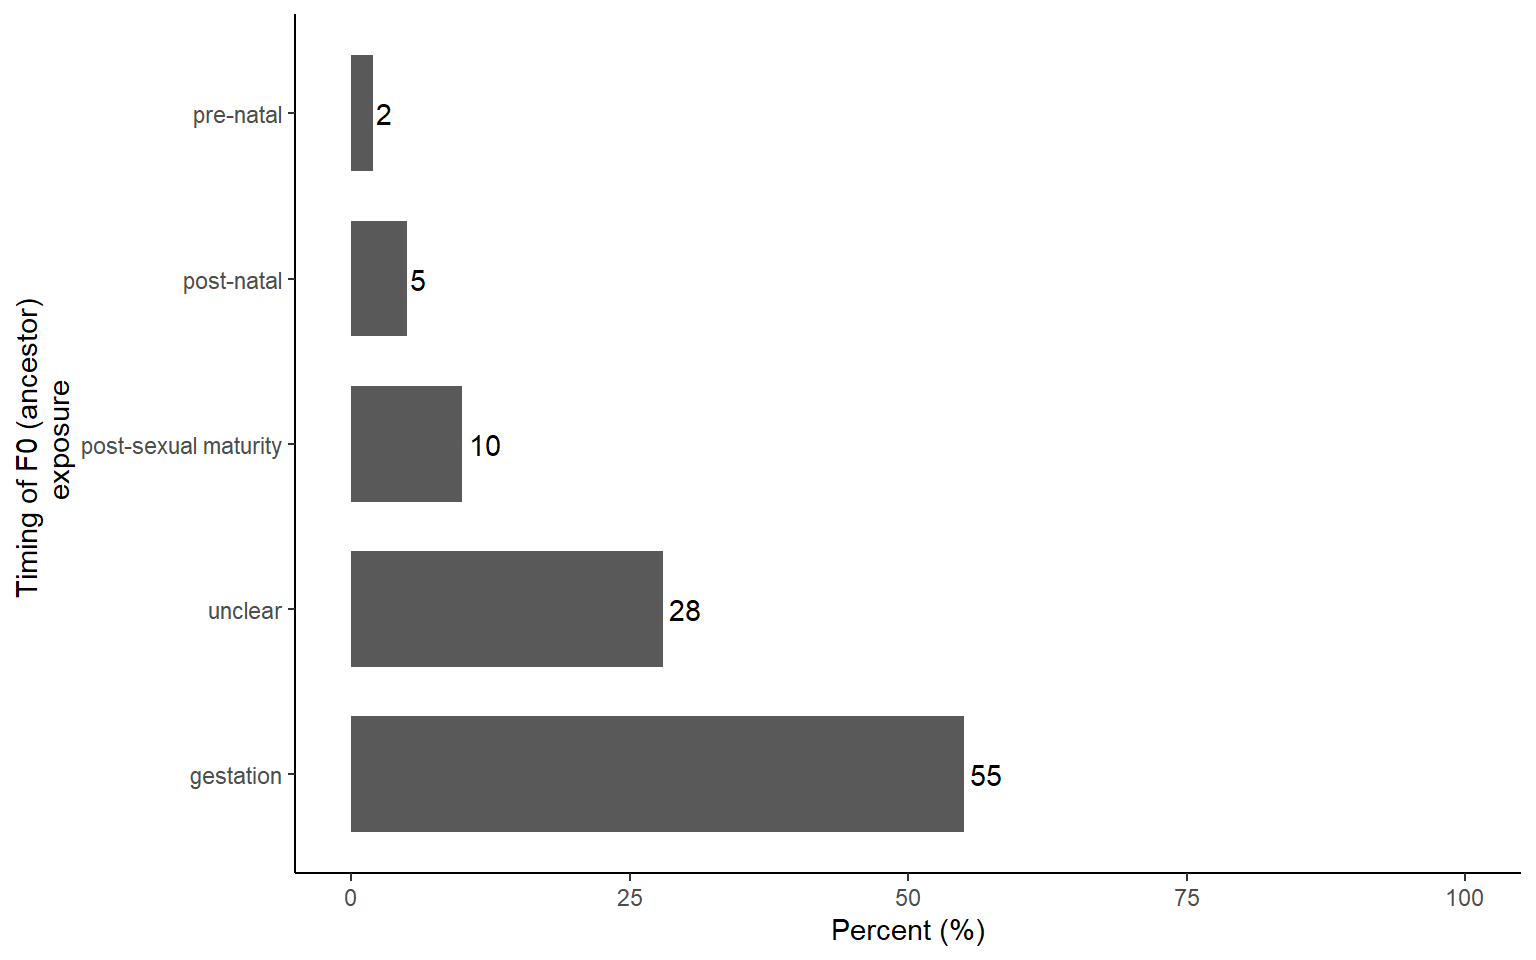 Timing of F0 (ancestor)
exposure
pre-natal
2
post-natal
5
post-sexual maturity
10
unclear
28
gestation
55
0
25
50
75
100
Percent (%)